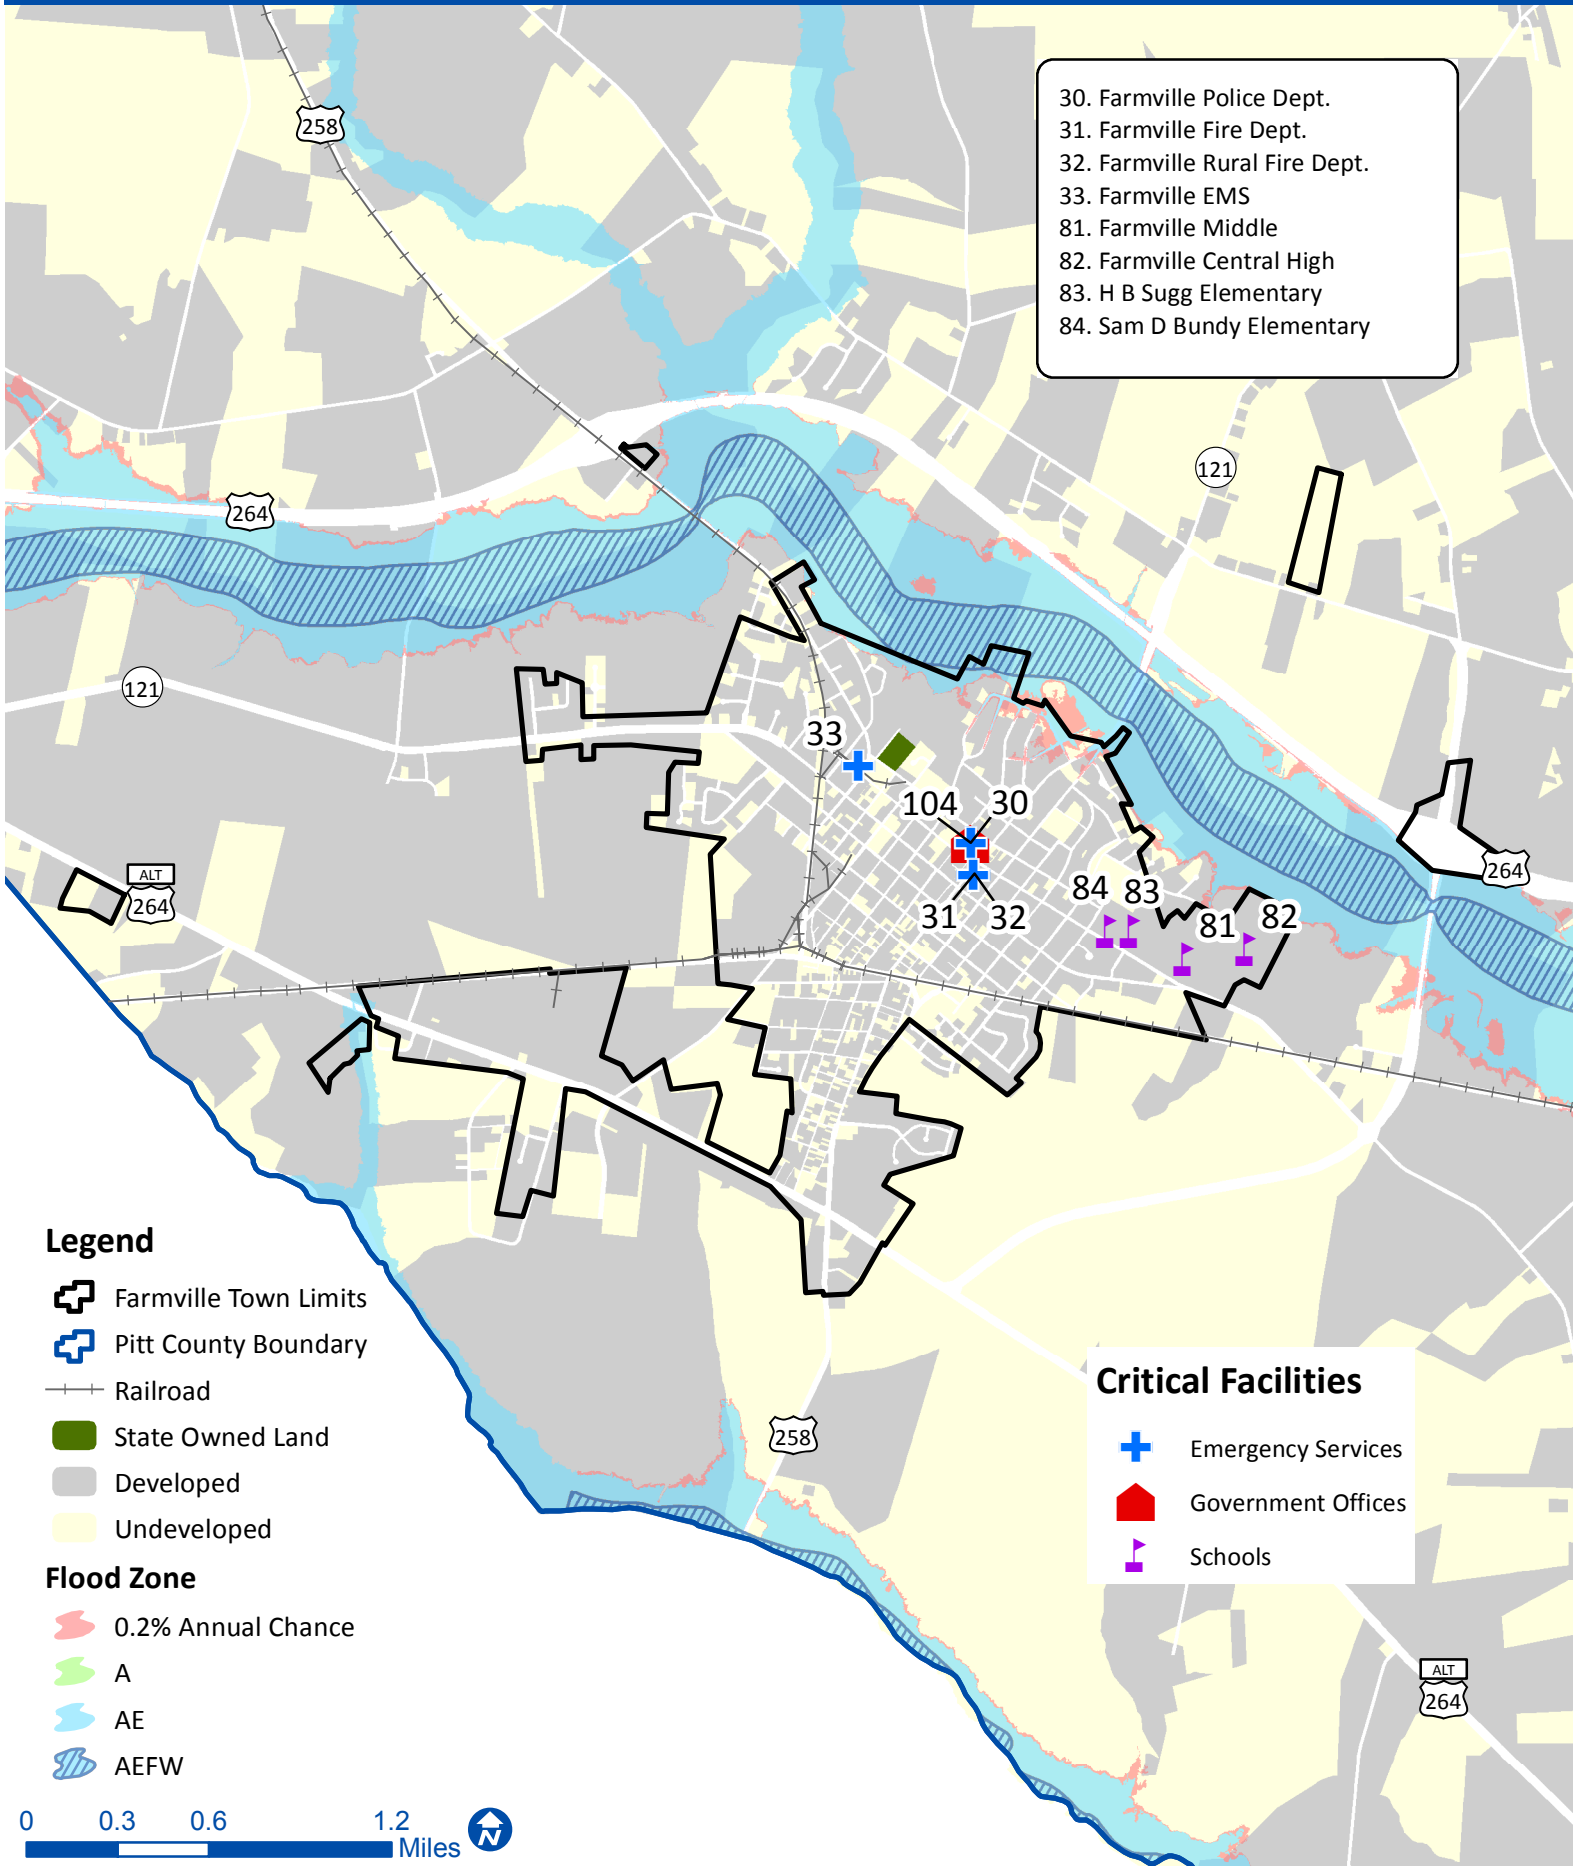 30. Farmville Police Dept.
31. Farmville Fire Dept.
32. Farmville Rural Fire Dept.
33. Farmville EMS
81. Farmville Middle
82. Farmville Central High
83. H B Sugg Elementary
84. Sam D Bundy Elementary
258
121
264
121
33
104 30
ALT
264
264
84 83
31 32
81 82
Legend
Farmville Town Limits
Pitt County Boundary
Railroad
State Owned Land
Developed
Undeveloped
Flood Zone
0.2% Annual Chance
A
AE
AEFW
258
Critical Facilities
Emergency Services
Government Offices
Schools
ALT
264
0 0.3 0.6 1.2
Miles
N